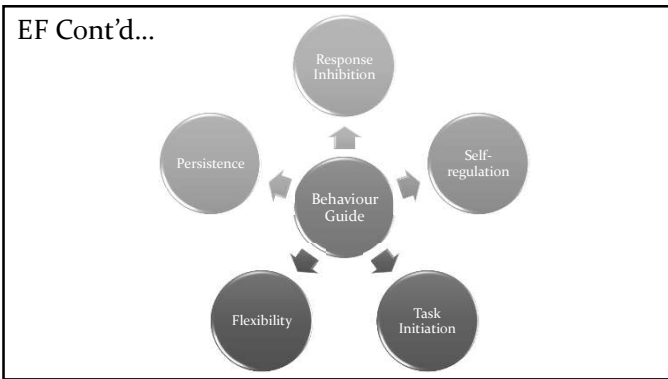 EF Cont'd...
Response
Inhibition
Persistence
Self-
regulation
Behaviour
Guide
Flexibility
Task
Initiation